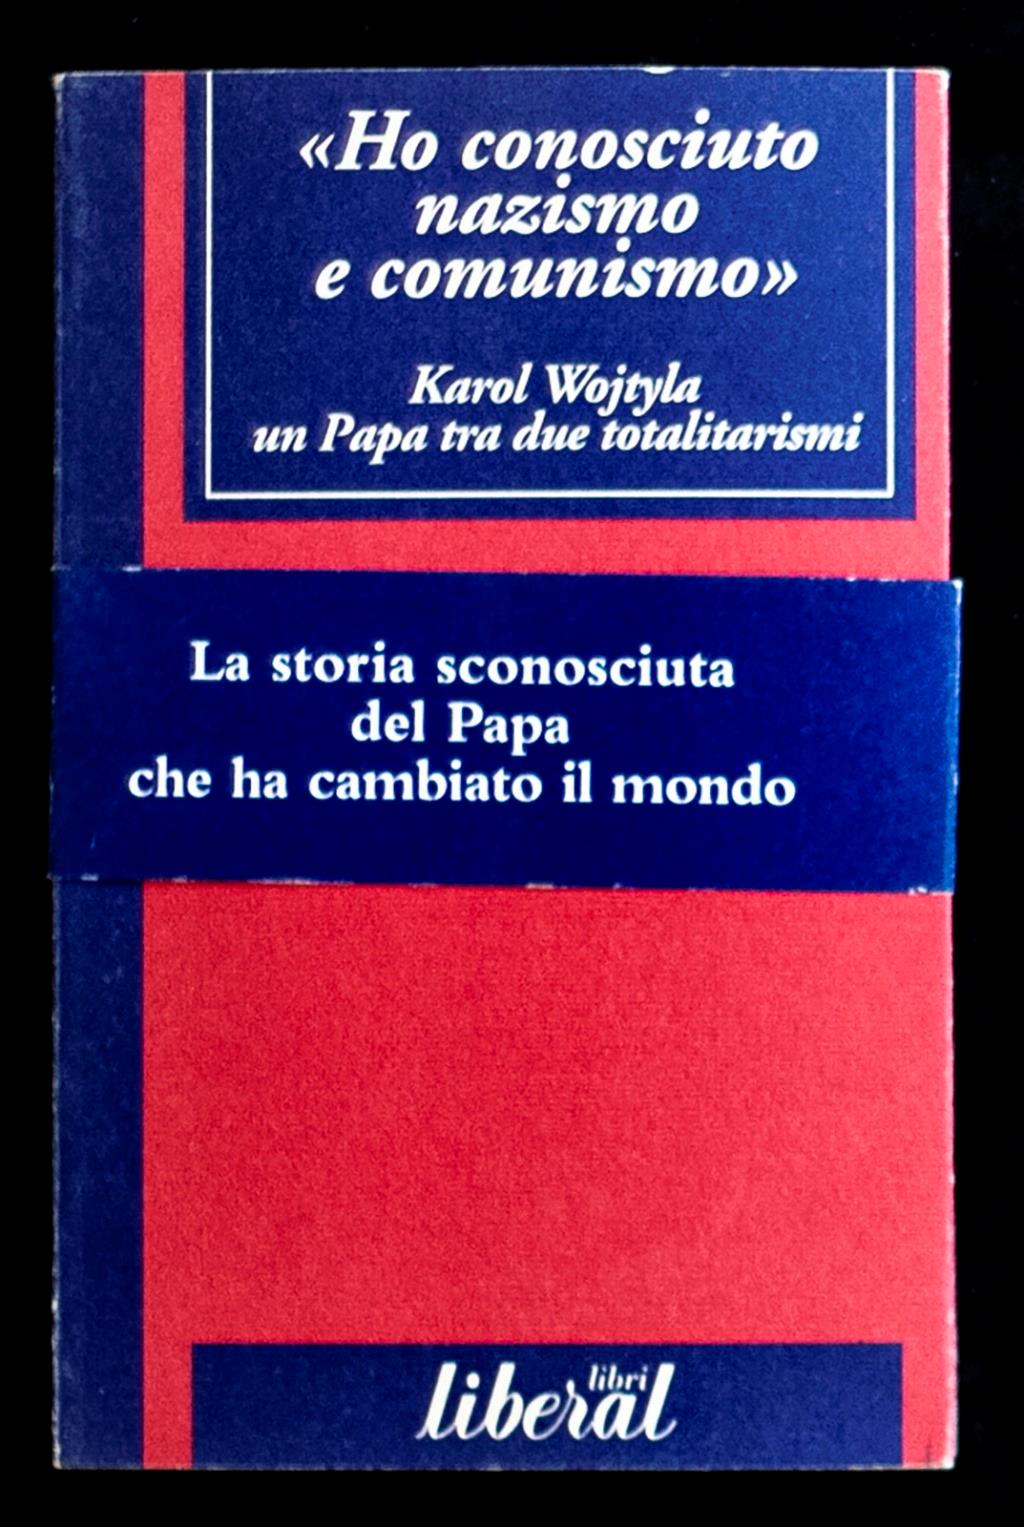 «Ho conosciuto
nazismo
e comunismo»
Karol Wojtyla
un Papa tra due totalitarismi
La storia sconosciuta
del Papa
che ha cambiato il mondo
libri
liberal